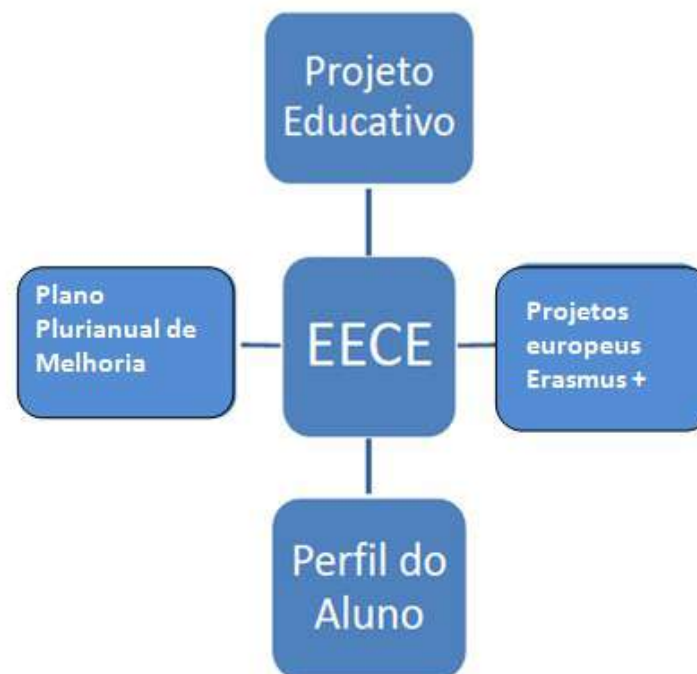 Projeto
Educativo
Plano
Plurianual de
Melhoria
EECE
Projetos
europeus
Erasmus +
Perfil do
Aluno